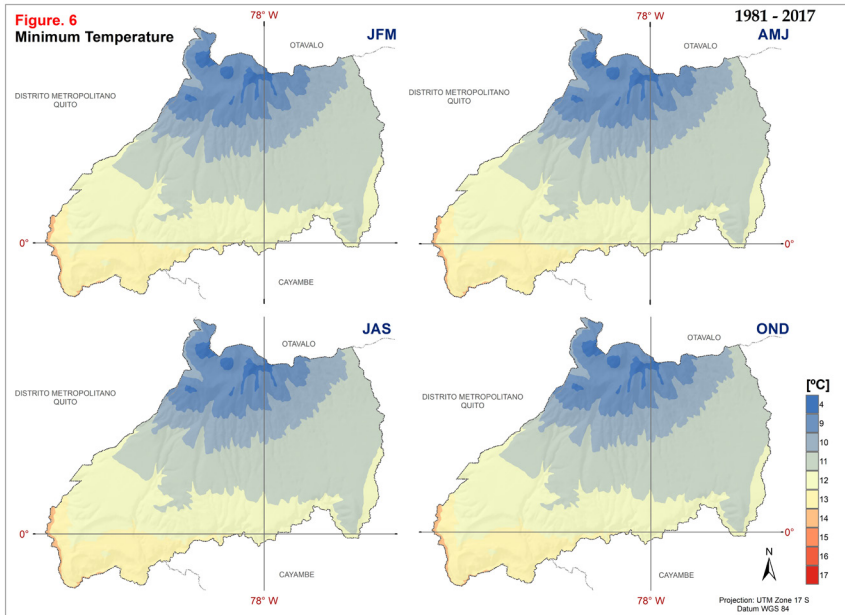 Figure. 6
Minimum Temperature
78° W
JFM
OTAVALO
DISTRITO METROPOLITANO
QUITO
0°
CAYAMBE
1981 - 2017
78° W
AMJ
OTAVALO
DISTRITO METROPOLITANO
QUITO
0°
CAYAMBE
JAS
OTAVALO
DISTRITO METROPOLITANO
QUITO
0°
CAYAMBE
78° W
OND
OTAVALO
DISTRITO METROPOLITANO
QUITO
0°
CAYAMBE
78° W
[ºC]
4
9
10
11
12
13
14
15
16
17
N
Projection: UTM Zone 17 S
Datum WGS 84